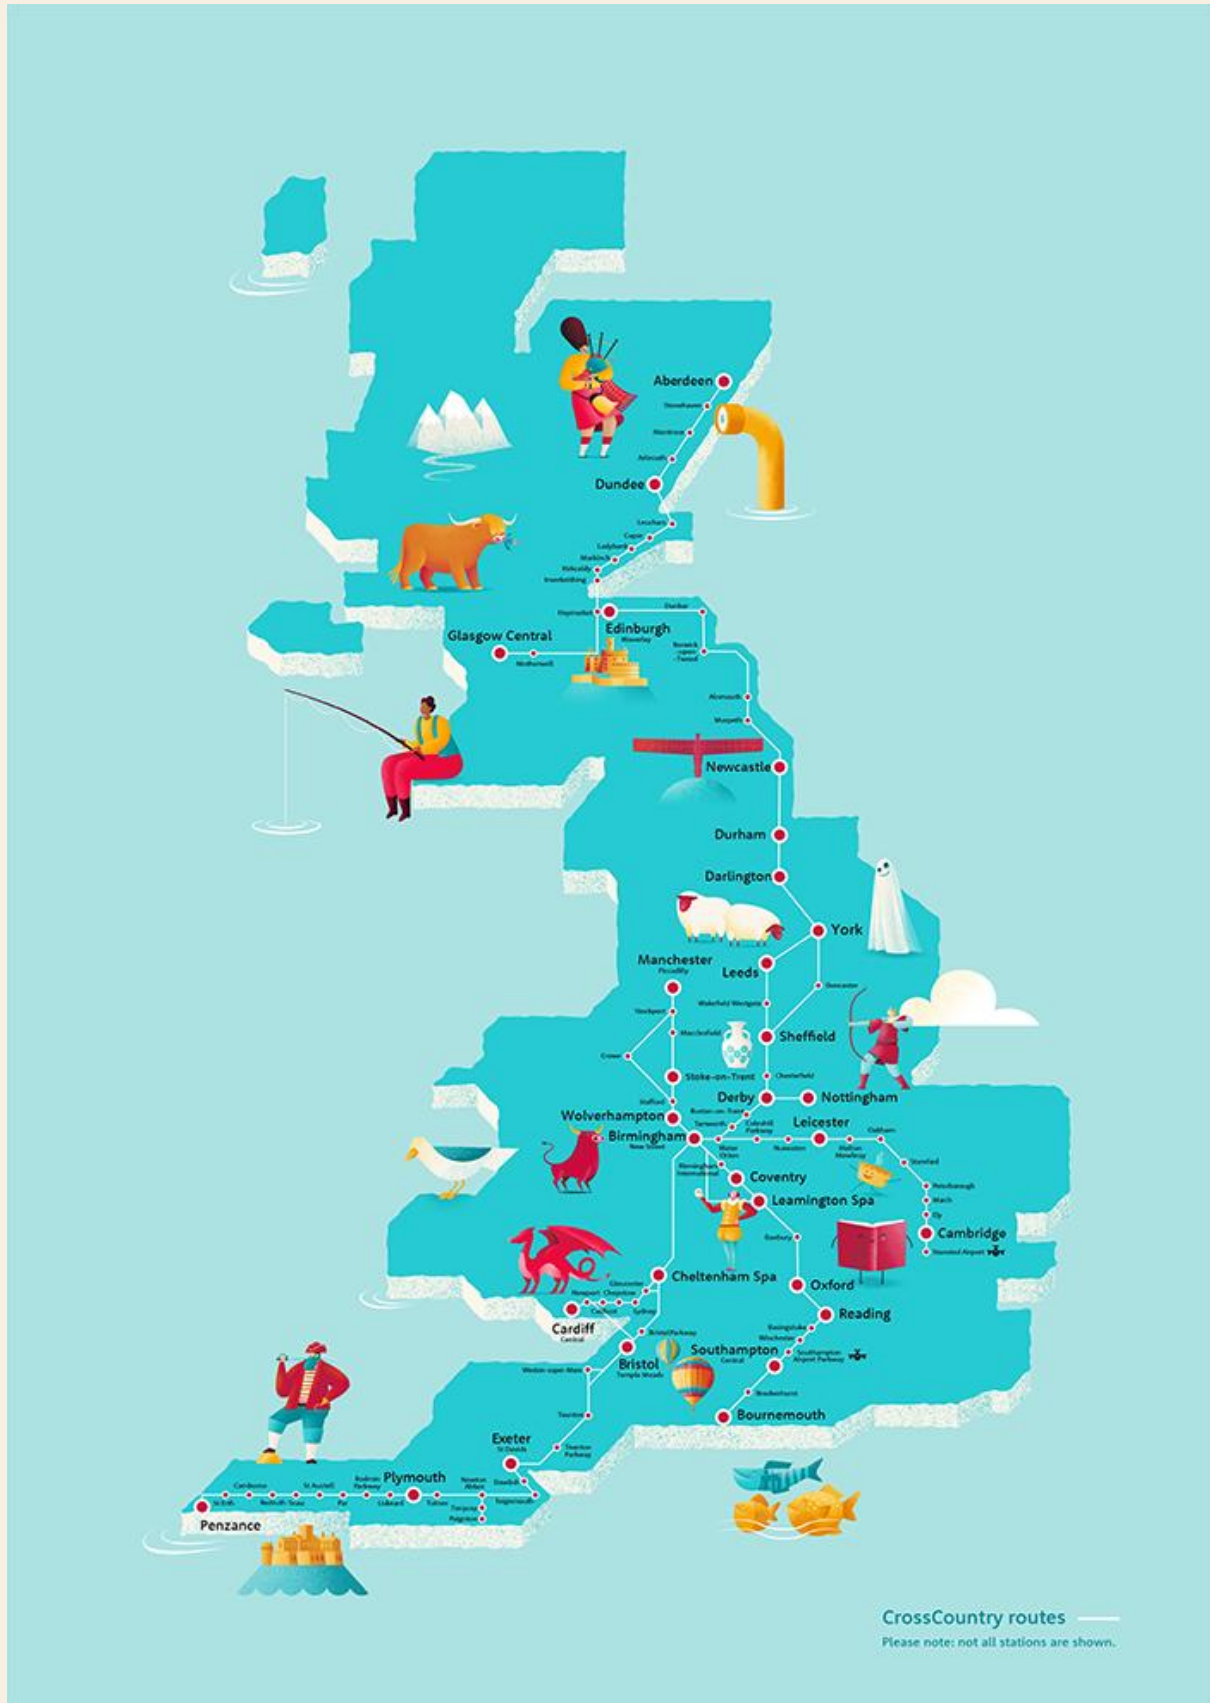 Aberdeen
Stonehaven
Montrose
Arbroath
Dundee
Leuchars
Cupar
Ladybank
Markinch
Kirkcaldy
Inverkeithing
Haymarket
Dunbar
Edinburgh
Waverley
Glasgow Central
Motherwell
Berwick
-upon-
-Tweed
Alnmouth
Morpeth
Newcastle
Durham
Darlington
York
Manchester
Piccadilly
Leeds
Doncaster
Wakefield Westgate
Stockport
Macclesfield
Sheffield
Crewe
Stoke-on-Trent
Chesterfield
Stafford
Derby
Nottingham
Burton-on-Trent
Wolverhampton
Tamworth
Coleshill
Parkway
Leicester
Oakham
Birmingham
New Street
Water
Orton
Nuneaton
Melton
Mowbray
Stamford
Birmingham
International
Coventry
Peterborough
March
Leamington Spa
Ely
Cambridge
Banbury
Stansted Airport
Cheltenham Spa
Oxford
Gloucester
Newport
Chepstow
Caldicot
Lydney
Reading
Cardiff
Central
Bristol Parkway
Basingstoke
Winchester
Southampton
Central
Southampton
Airport Parkway
Bristol
Temple Meads
Weston-super-Mare
Brockenhurst
Taunton
Bournemouth
Exeter
St Davids
Tiverton
Parkway
Dawlish
Newton
Abbot
Plymouth
Bodmin
Parkway
St Austell
Camborne
St Erth
Redruth
Truro
Par
Liskeard
Totnes
Teignmouth
Torquay
Paignton
Penzance
CrossCountry routes
Please note: not all stations are shown.